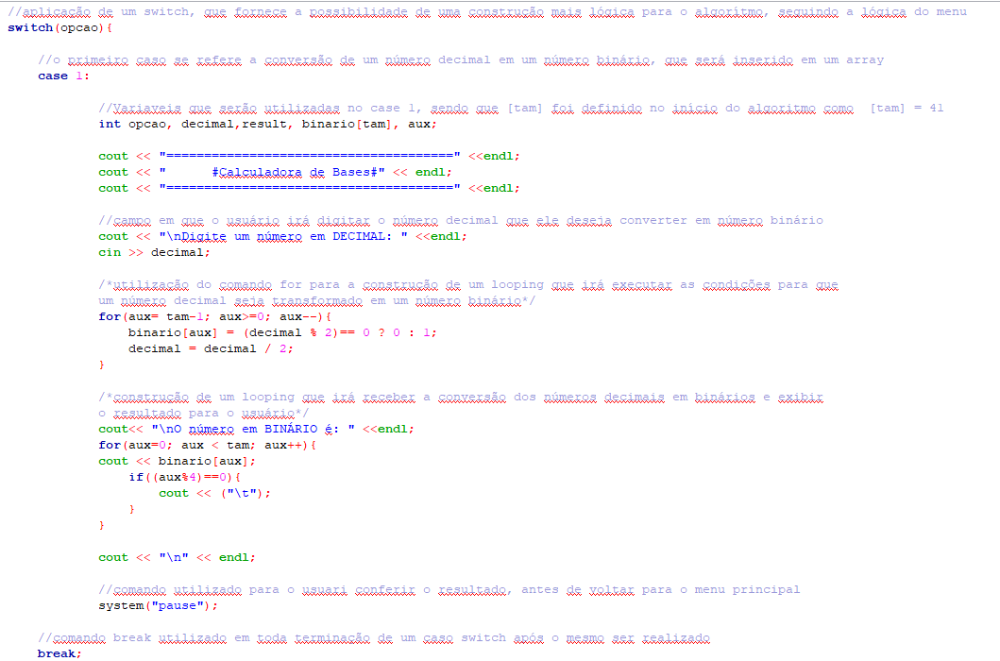 //aplicação de um switch, que fornece a possibilidade de uma construção mais lógica para o algorítmo, seguindo a lógica do menu
switch(opcao){
//o primeiro caso se refere a conversão de um número decimal em um número binário, que será inserido em um array
case 1:
//Variaveis que serão utilizadas no case 1, sendo que [tam] foi definido no início do algoritmo como  [tam] = 41
int opcao, decimal,result, binario[tam], aux;
cout << "======================================" <<endl;
cout << "      #Calculadora de Bases#" << endl;
cout << "======================================" <<endl;
//campo em que o usuário irá digitar o número decimal que ele deseja converter em número binário
cout << "\nDigite um número em DECIMAL: " <<endl;
cin >> decimal;
/*utilização do comando for para a construção de um looping que irá executar as condições para que
um número decimal seja transformado em um número binário*/
for(aux= tam-1; aux>=0; aux--){
binario[aux] = (decimal % 2)== 0 ? 0 : 1;
decimal = decimal / 2;
}
/*construção de um looping que irá receber a conversão dos números decimais em binários e exibir
o resultado para o usuário*/
cout<< "\nO número em BINÁRIO é: " <<endl;
for(aux=0; aux < tam; aux++){
cout << binario[aux];
if((aux%4)==0){
cout << ("\t");
}
}
cout << "\n" << endl;
//comando utilizado para o usuari conferir o resultado, antes de voltar para o menu principal
system("pause");
//comando break utilizado em toda terminação de um caso switch após o mesmo ser realizado
break;